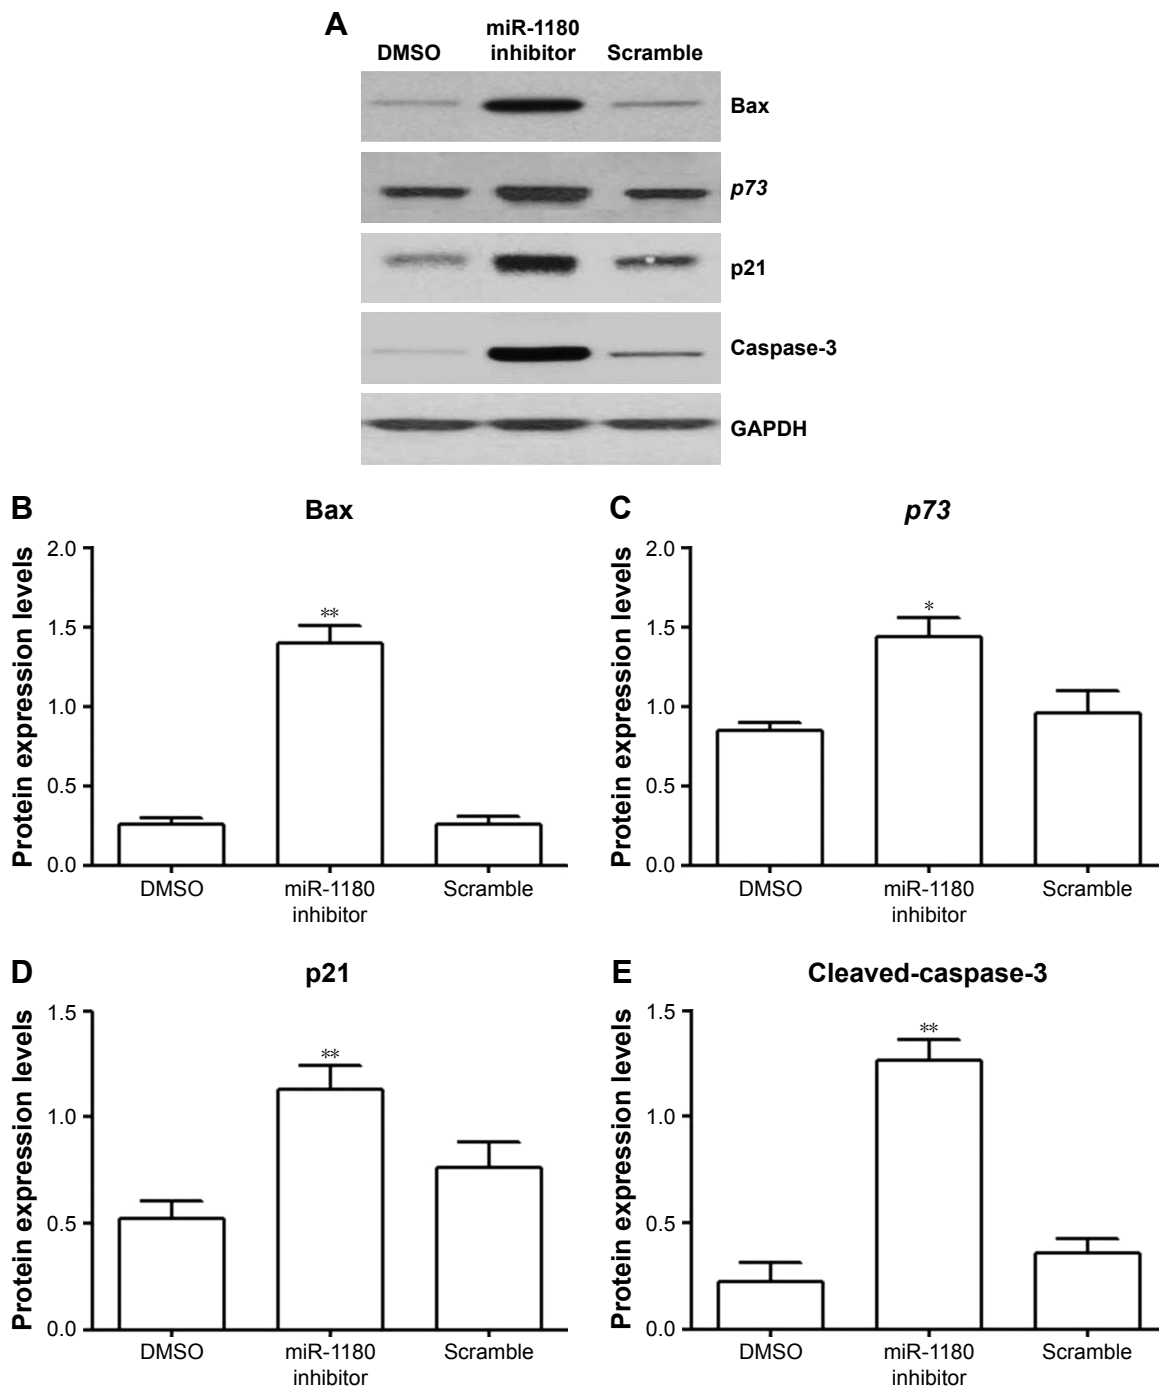 A
DMSO
miR-1180
inhibitor
Scramble
Bax
p73
p21
Caspase-3
GAPDH
B
Bax
Protein expression levels
2.0
1.5
1.0
0.5
0.0
**
DMSO
miR-1180
inhibitor
Scramble
C
p73
Protein expression levels
2.0
1.5
1.0
0.5
0.0
*
DMSO
miR-1180
inhibitor
Scramble
D
p21
Protein expression levels
1.5
1.0
0.5
0.0
**
DMSO
miR-1180
inhibitor
Scramble
E
Cleaved-caspase-3
Protein expression levels
1.5
1.0
0.5
0.0
**
DMSO
miR-1180
inhibitor
Scramble